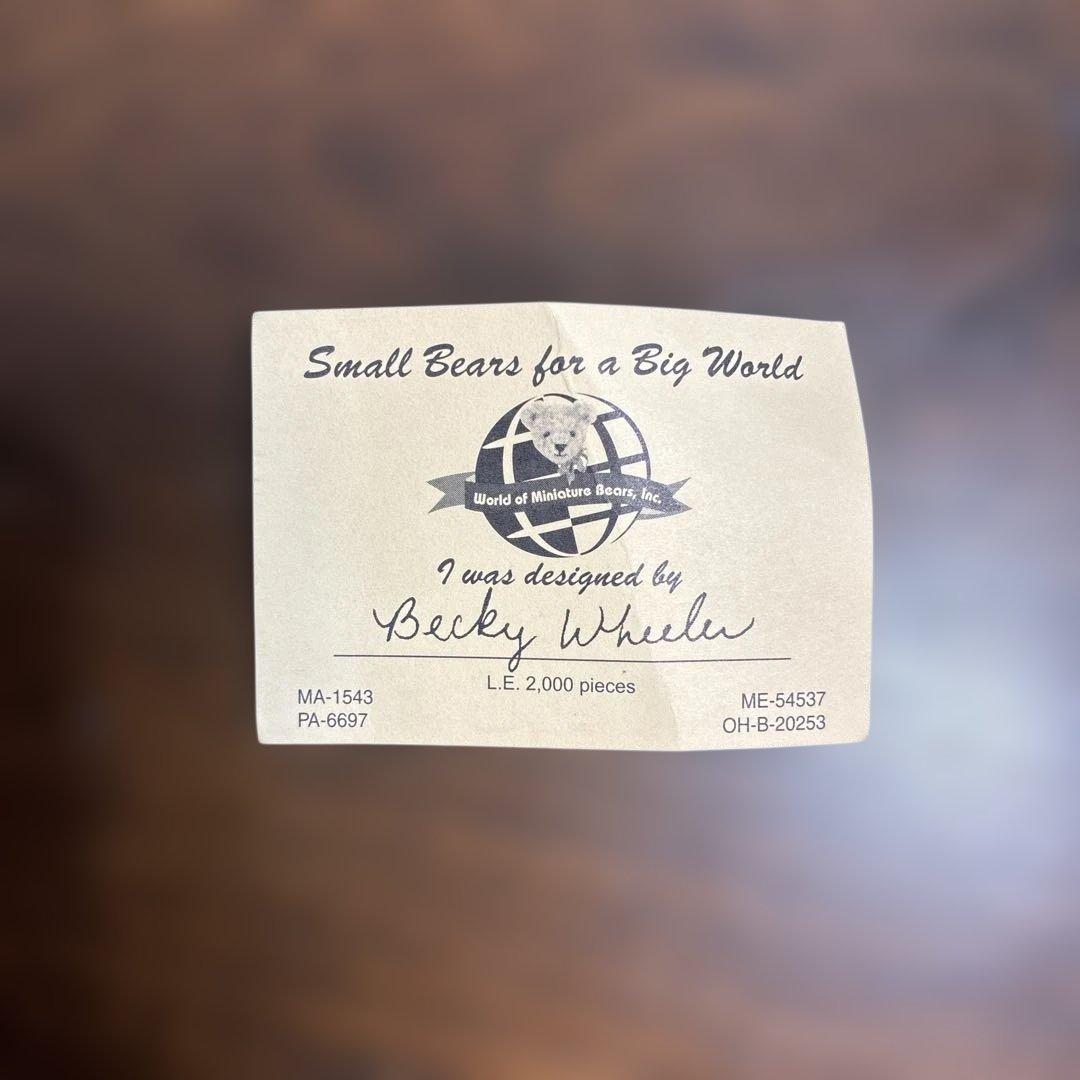 Small Bears for a Big World
World of Miniature Bears, Inc.
I was designed by
Becky Wheeler
L.E. 2,000 pieces
MA-1543
PA-6697
ME-54537
OH-B-20253